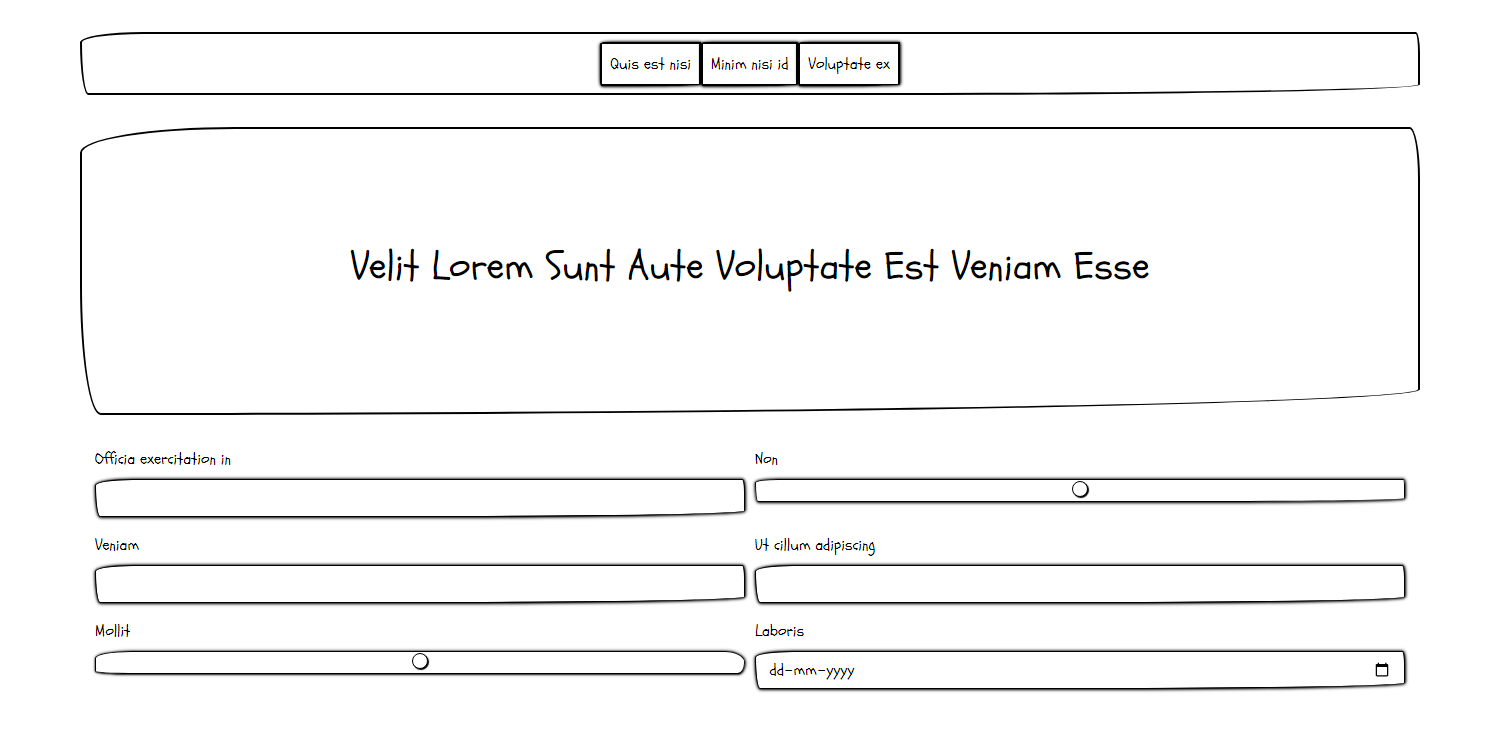 Quis est nisi Minim nisi id Voluptate ex
Velit Lorem Sunt Aute Voluptate Est Veniam Esse
Officia exercitation in
Non
Veniam
Ut cillum adipiscing
Mollit
Laboris
dd-mm-yyyy